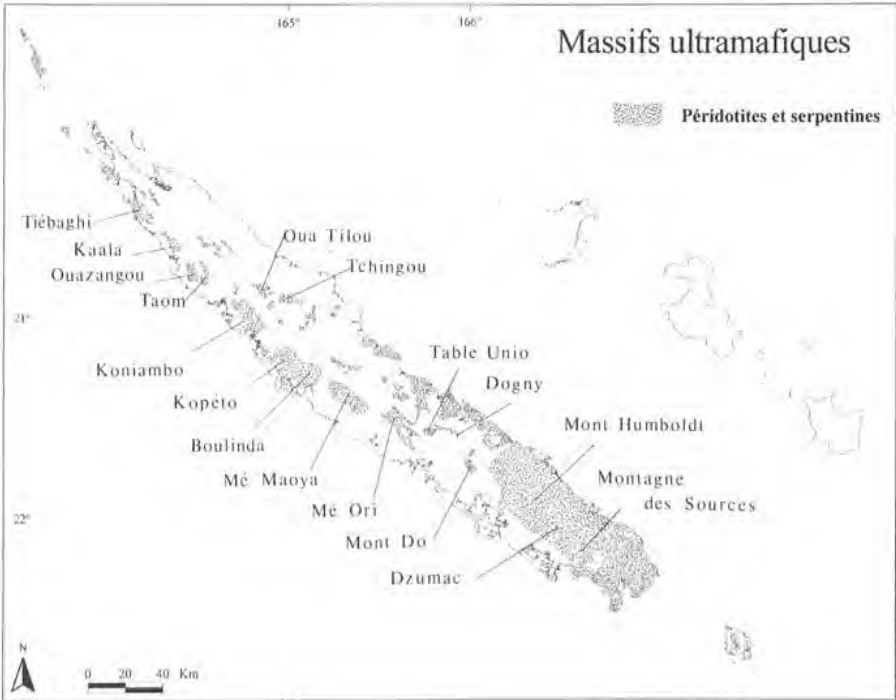 165° 166°
Massifs ultramafiques
Péridotites et serpentines
Tiébaghi
Oua Tilou
Kaala
Tchingou
Ouazangou
Taom
21°
Table Unio
Koniambo
Dogny
Kopéto
Mont Humboldt
Boulinda
Montagne
des Sources
Mé Maoya
Mé Ori
22°
Mont Do
Dzumac
N
0 20 40 Km